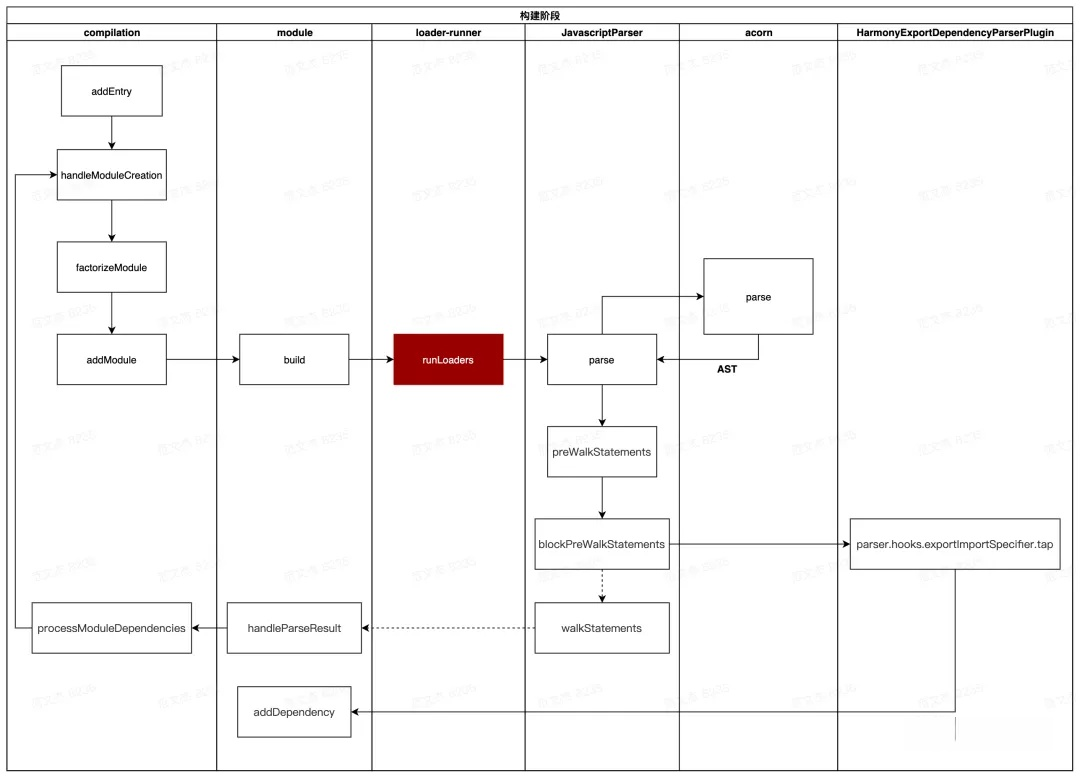 构建阶段
compilation
module
loader-runner
JavascriptParser
acorn
HarmonyExportDependencyParserPlugin
addEntry
handleModuleCreation
factorizeModule
parse
addModule
build
runLoaders
parse
AST
preWalkStatements
blockPreWalkStatements
parser.hooks.exportImportSpecifier.tap
processModuleDependencies
handleParseResult
walkStatements
addDependency